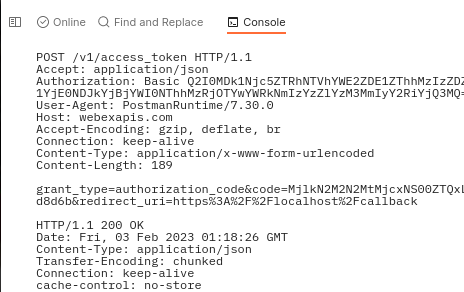 Online Find and Replace Console
POST /v1/access_token HTTP/1.1
Accept: application/json
Authorization: Basic Q2I0MDk1Njc5ZTRhNTVhYWE2ZDE1ZThhMzIzZDZ
1YjE0NDJkYjBjYWI0NThhMzRjOTYwYWRkNmIzYzZlYzM3MmIyY2RiYjQ3MQ=
User-Agent: PostmanRuntime/7.30.0
Host: webexapis.com
Accept-Encoding: gzip, deflate, br
Connection: keep-alive
Content-Type: application/x-www-form-urlencoded
Content-Length: 189
grant_type=authorization_code&code=MjlkN2M2N2MtMjcxNS00ZTQxL
d8d6b&redirect_uri=https%3A%2F%2Flocalhost%2Fcallback
HTTP/1.1 200 OK
Date: Fri, 03 Feb 2023 01:18:26 GMT
Content-Type: application/json
Transfer-Encoding: chunked
Connection: keep-alive
cache-control: no-store